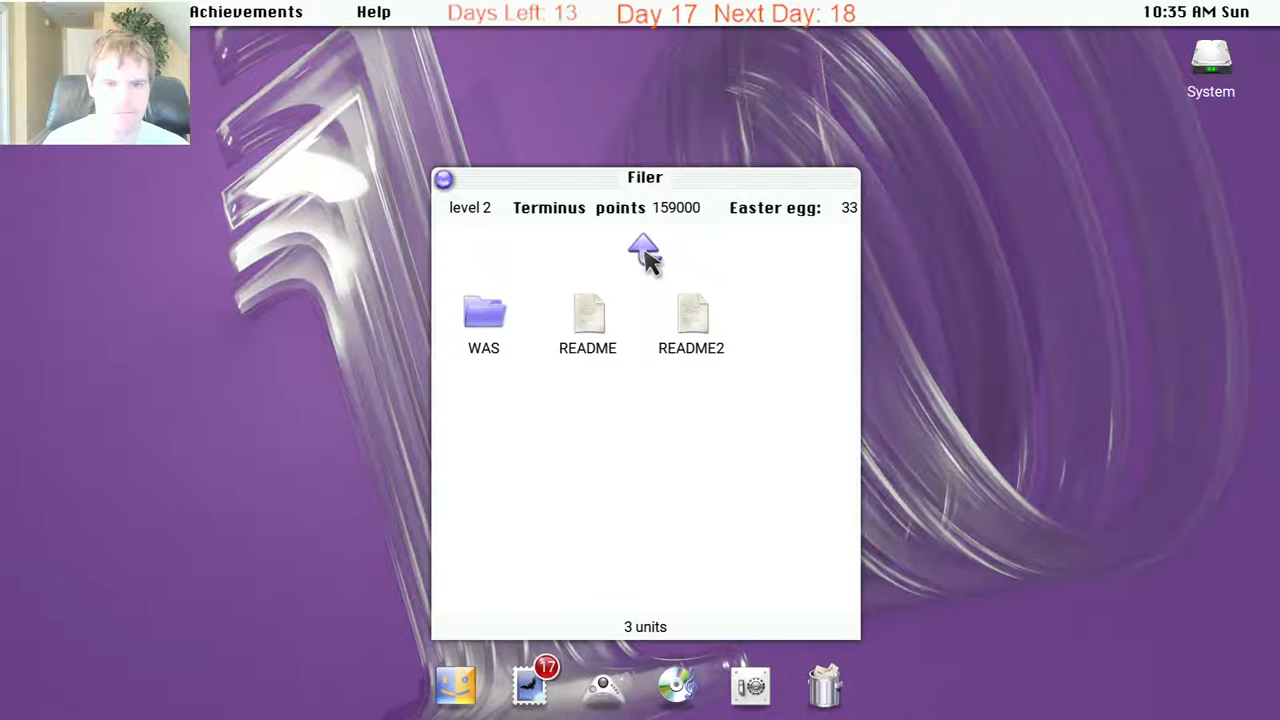 Achievements Help Days Left: 13 Day 17 Next Day: 18 10:35 AM Sun
System
Filer
level 2 Terminus points 159000 Easter egg: 33
WAS README README2
3 units
17